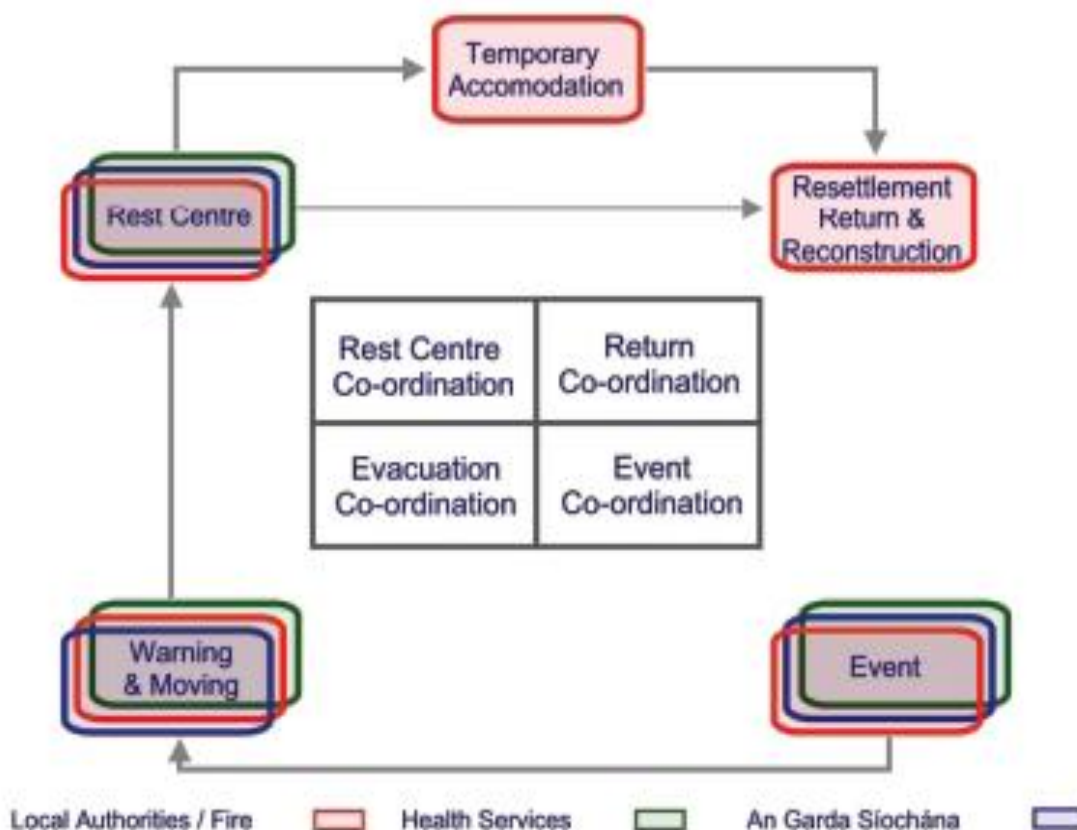 Temporary
Accomodation
Rest Centre
Resettlement
Return &
Reconstruction
Rest Centre
Co-ordination
Return
Co-ordination
Evacuation
Co-ordination
Event
Co-ordination
Warning
& Moving
Event
Local Authorities / Fire
Health Services
An Garda Síochána